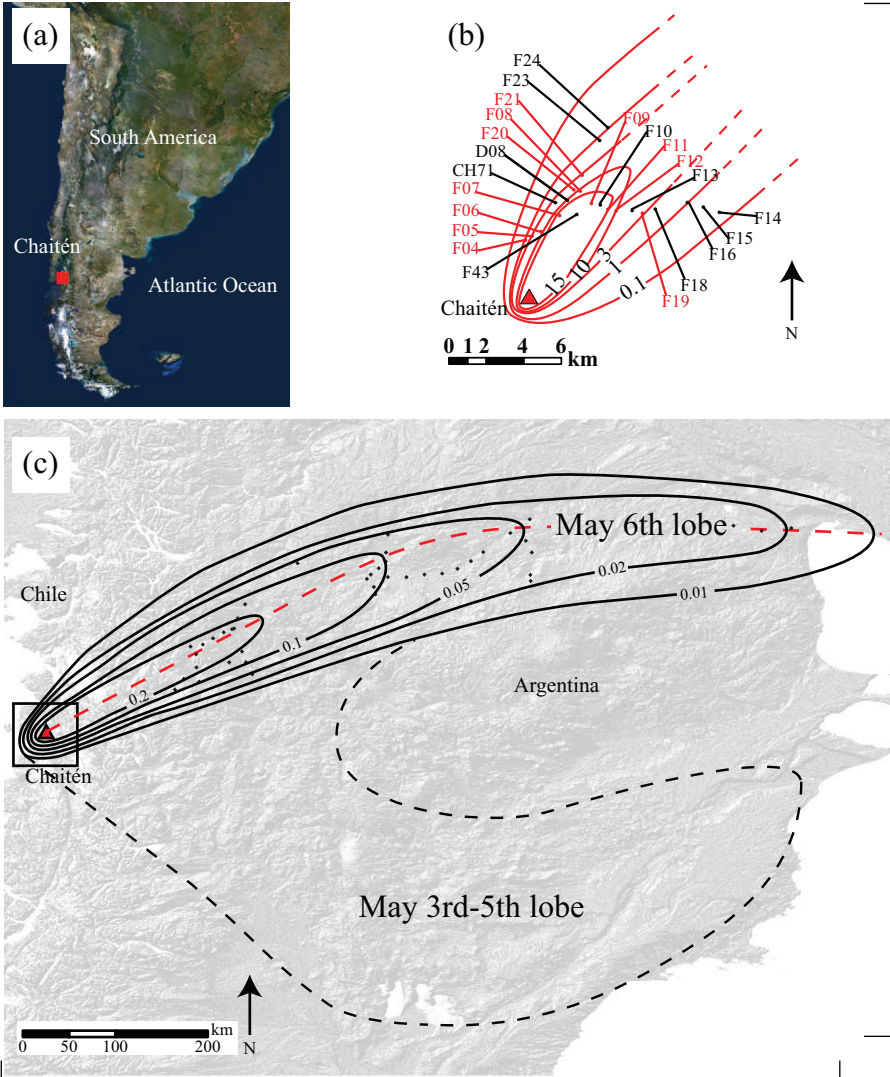 (a)
South America
Chaitén
Atlantic Ocean
(b)
F24
F23
F21
F08
F20
D08
CH71
F07
F06
F05
F04
F43
F09
F10
F11
F12
F13
F14
F15
F16
F18
F19
15
10
3
1
0.1
Chaitén
N
0 1 2 4 6
km
(c)
May 6th lobe
Chile
0.02
0.05
0.01
0.1
0.2
Argentina
Chaitén
May 3rd-5th lobe
km
0 50 100 200
N